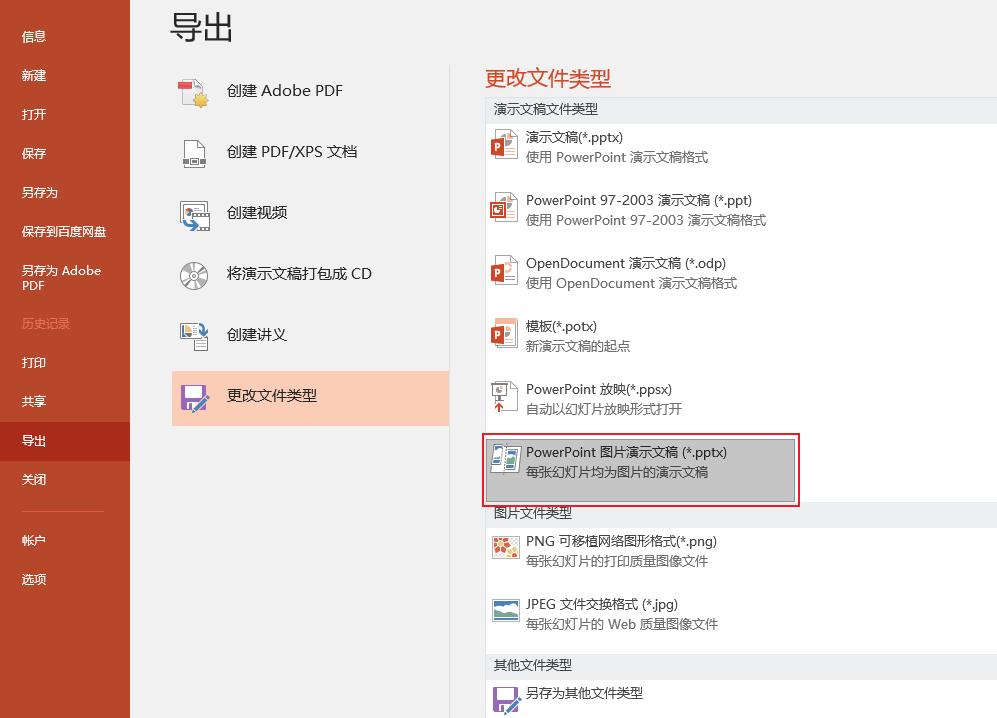 信息
新建
打开
保存
另存为
保存到百度网盘
另存为 Adobe
PDF
历史记录
打印
共享
导出
关闭
帐户
选项
导出
创建 Adobe PDF
创建 PDF/XPS 文档
创建视频
将演示文稿打包成 CD
创建讲义
更改文件类型
更改文件类型
演示文稿文件类型
演示文稿(*.pptx)
使用 PowerPoint 演示文稿格式
PowerPoint 97-2003 演示文稿 (*.ppt)
使用 PowerPoint 97-2003 演示文稿格式
OpenDocument 演示文稿 (*.odp)
使用 OpenDocument 演示文稿格式
模板(*.potx)
新演示文稿的起点
PowerPoint 放映(*.ppsx)
自动以幻灯片放映形式打开
PowerPoint 图片演示文稿 (*.pptx)
每张幻灯片均为图片的演示文稿
图片文件类型
PNG 可移植网络图形格式(*.png)
每张幻灯片的打印质量图像文件
JPEG 文件交换格式 (*.jpg)
每张幻灯片的 Web 质量图像文件
其他文件类型
另存为其他文件类型